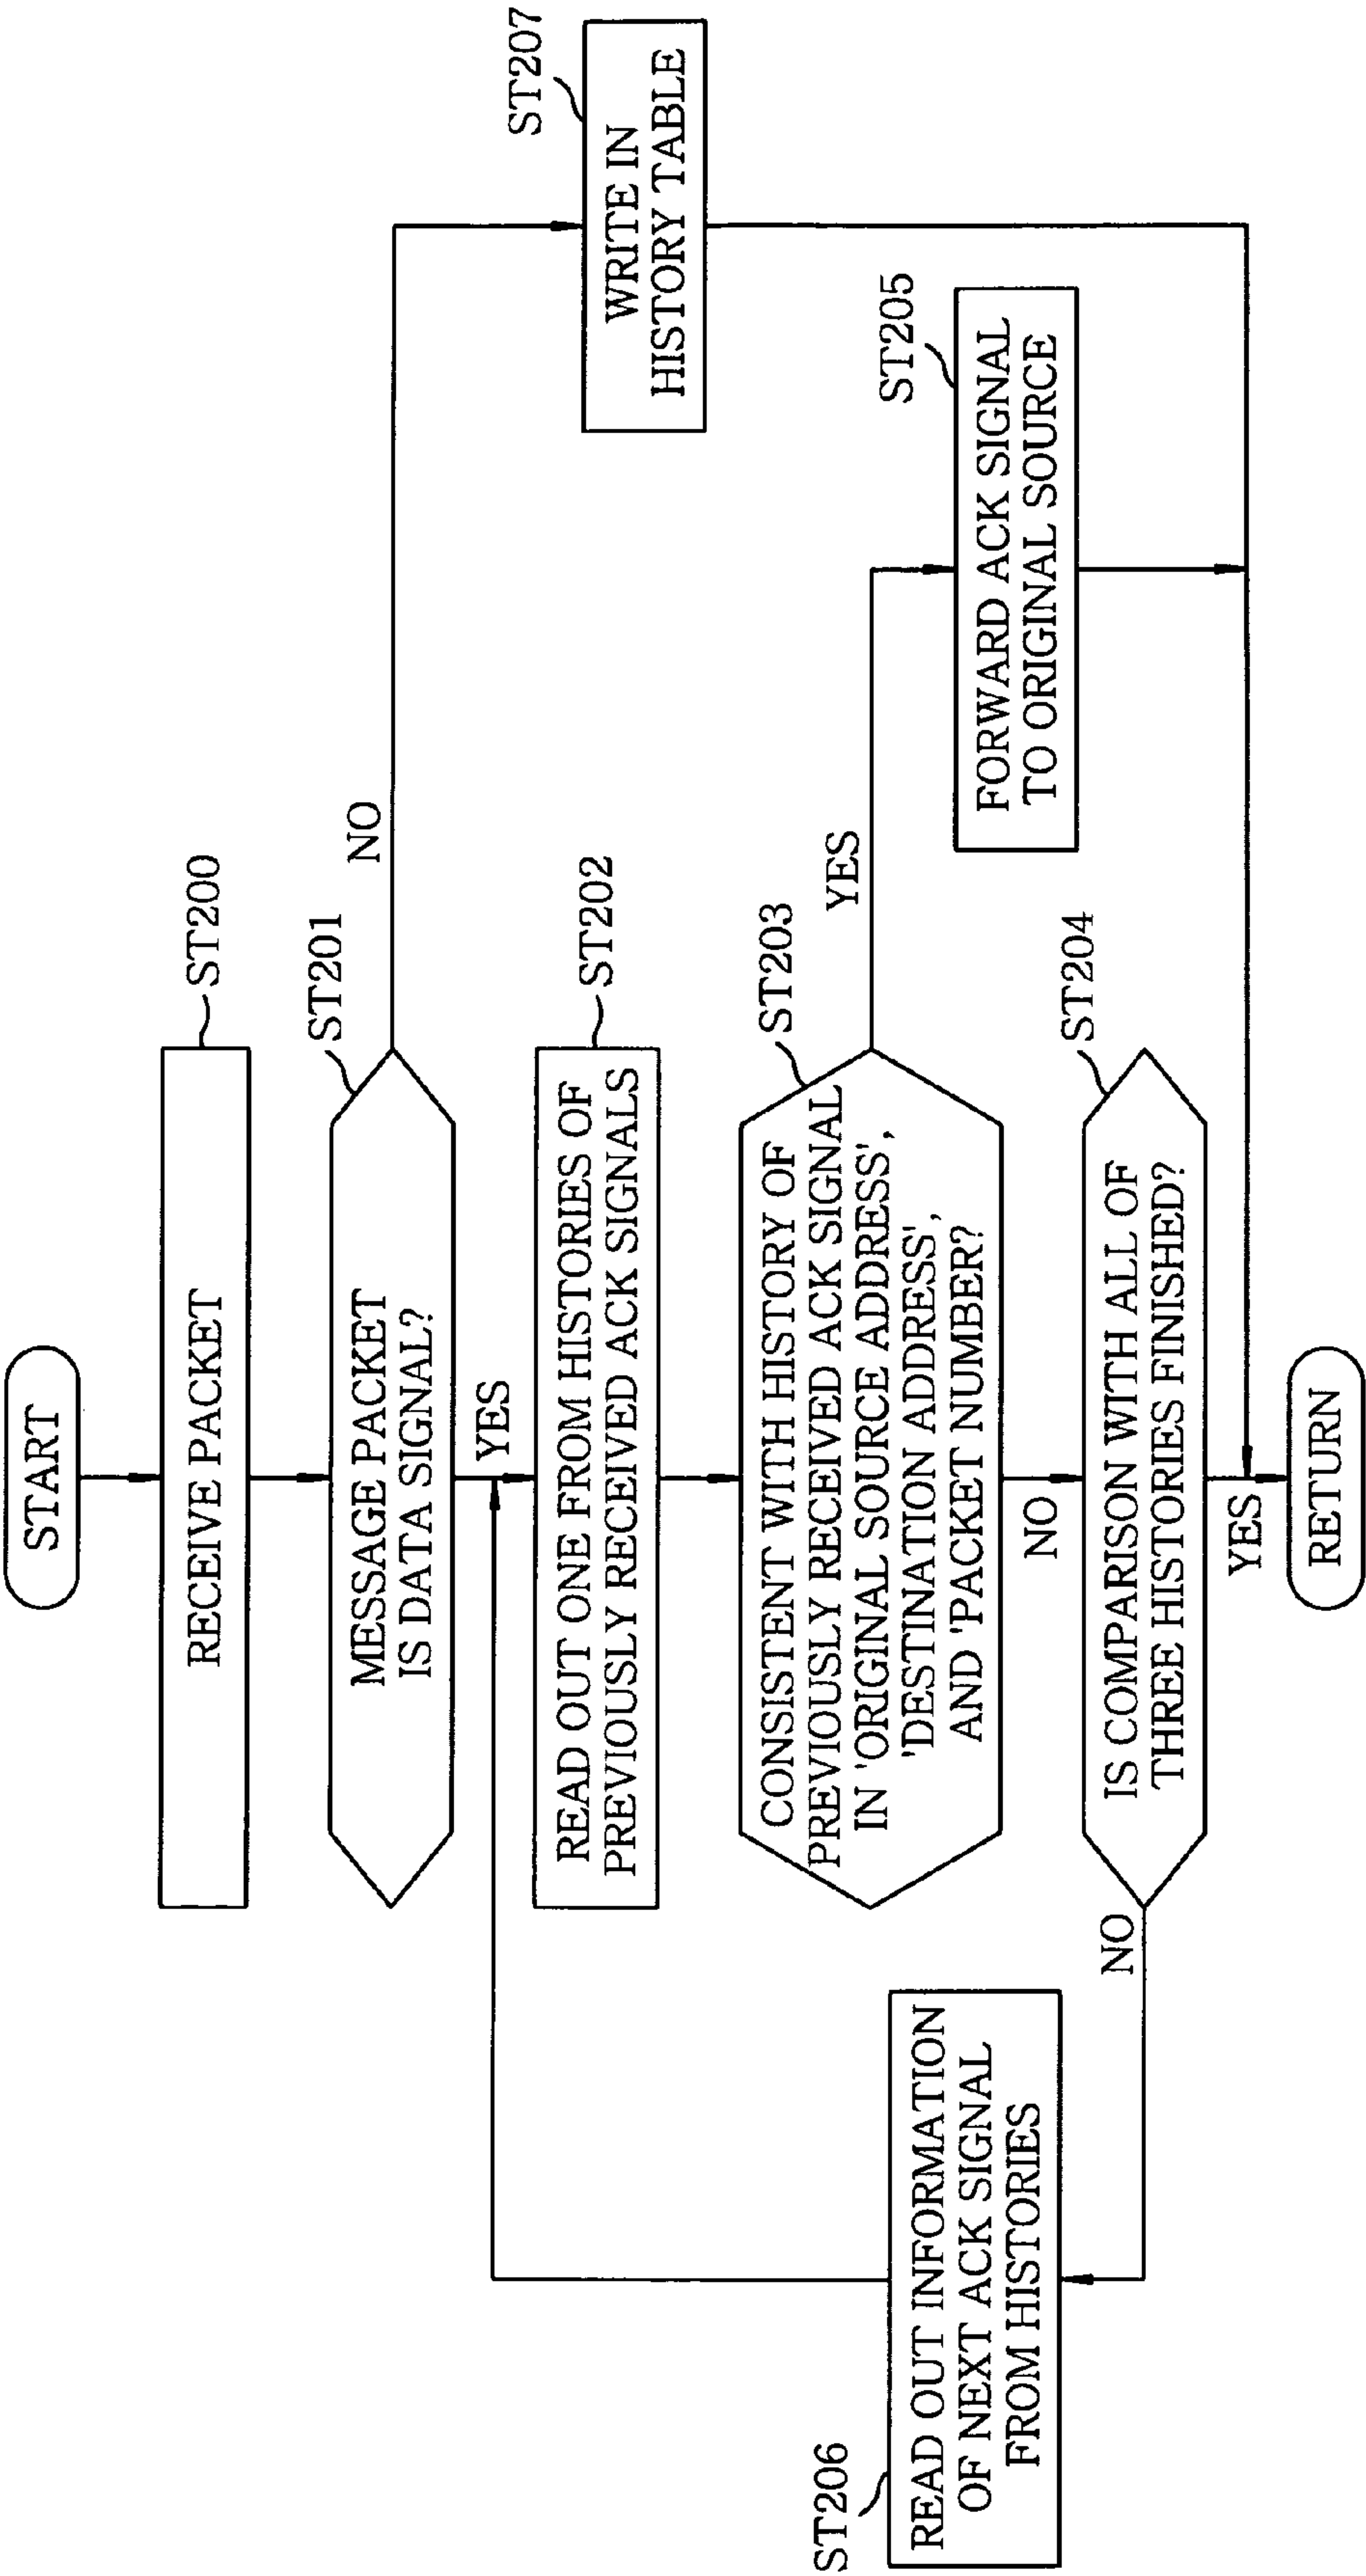 START
RECEIVE PACKET
ST200
MESSAGE PACKET
IS DATA SIGNAL?
ST201
NO
YES
READ OUT ONE FROM HISTORIES OF
PREVIOUSLY RECEIVED ACK SIGNALS
ST202
CONSISTENT WITH HISTORY OF
PREVIOUSLY RECEIVED ACK SIGNAL
IN 'ORIGINAL SOURCE ADDRESS',
'DESTINATION ADDRESS',
AND 'PACKET NUMBER?
ST203
YES
NO
IS COMPARISON WITH ALL OF
THREE HISTORIES FINISHED?
ST204
NO
YES
RETURN
FORWARD ACK SIGNAL
TO ORIGINAL SOURCE
ST205
READ OUT INFORMATION
OF NEXT ACK SIGNAL
FROM HISTORIES
ST206
WRITE IN
HISTORY TABLE
ST207